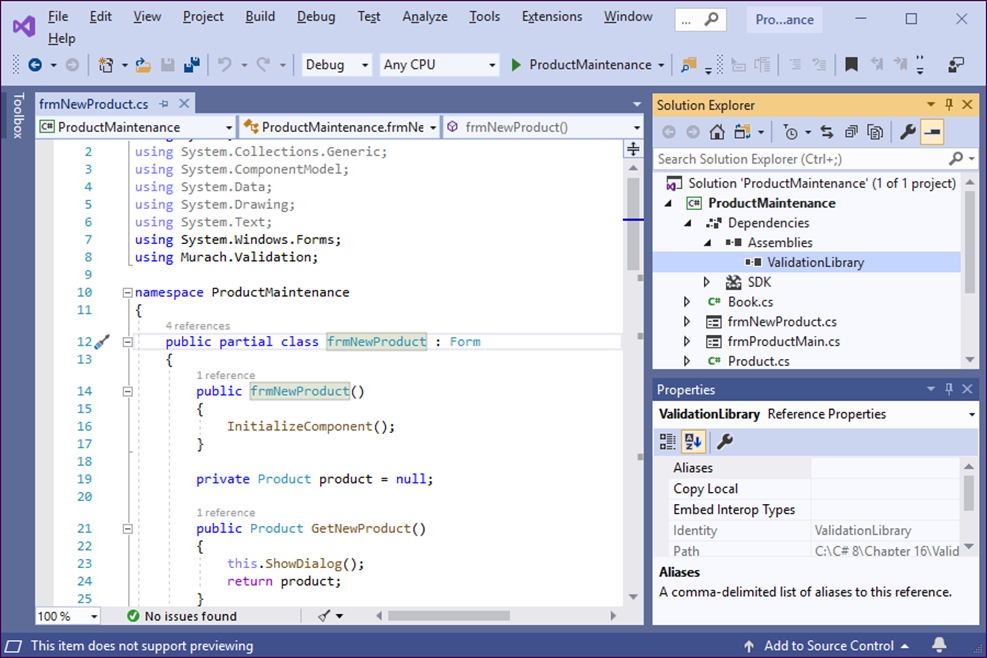 File Edit View Project Build Debug Test Analyze Tools Extensions Window ... Pro...ance
Help
Debug Any CPU ProductMaintenance
Toolbox
frmNewProduct.cs
ProductMaintenance ProductMaintenance.frmNe frmNewProduct()
2 using System.Collections.Generic;
3 using System.ComponentModel;
4 using System.Data;
5 using System.Drawing;
6 using System.Text;
7 using System.Windows.Forms;
8 using Murach.Validation;
9
10 namespace ProductMaintenance
11 {
4 references
12 public partial class frmNewProduct : Form
13 {
1 reference
14 public frmNewProduct()
15 {
16 InitializeComponent();
17 }
18
19 private Product product = null;
20
1 reference
21 public Product GetNewProduct()
22 {
23 this.ShowDialog();
24 return product;
25 }
100 % No issues found
Solution Explorer
Search Solution Explorer (Ctrl+;)
Solution 'ProductMaintenance' (1 of 1 project)
C# ProductMaintenance
Dependencies
Assemblies
ValidationLibrary
SDK
C# Book.cs
frmNewProduct.cs
frmProductMain.cs
C# Product.cs
Properties
ValidationLibrary Reference Properties
Aliases
Copy Local
Embed Interop Types
Identity ValidationLibrary
Path C:\C# 8\Chapter 16\Valid
Aliases
A comma-delimited list of aliases to this reference.
This item does not support previewing Add to Source Control